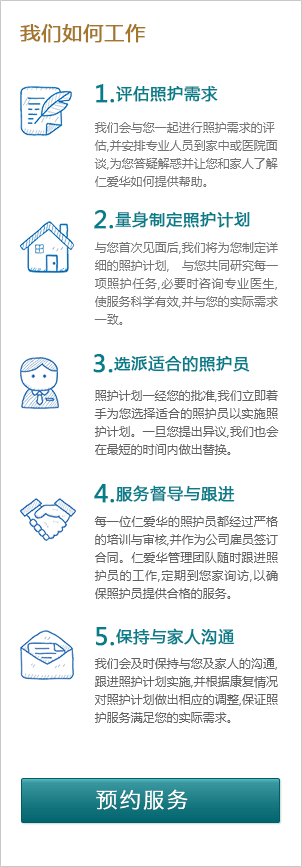 我们如何工作
1.评估照护需求
我们会与您一起进行照护需求的评
估,并安排专业人员到家中或医院面
谈,为您答疑解惑并让您和家人了解
仁爱华如何提供帮助。
2.量身制定照护计划
与您首次见面后,我们将为您制定详
细的照护计划, 与您共同研究每一
项照护任务,必要时咨询专业医生,
使服务科学有效,并与您的实际需求
一致。
3.选派适合的照护员
照护计划一经您的批准,我们立即着
手为您选择适合的照护员以实施照
护计划。一旦您提出异议,我们也会
在最短的时间内做出替换。
4.服务督导与跟进
每一位仁爱华的照护员都经过严格
的培训与审核,并作为公司雇员签订
合同。仁爱华管理团队随时跟进照
护员的工作,定期到您家询访,以确
保照护员提供合格的服务。
5.保持与家人沟通
我们会及时保持与您及家人的沟通,
跟进照护计划实施,并根据康复情况
对照护计划做出相应的调整,保证照
护服务满足您的实际需求。
预约服务